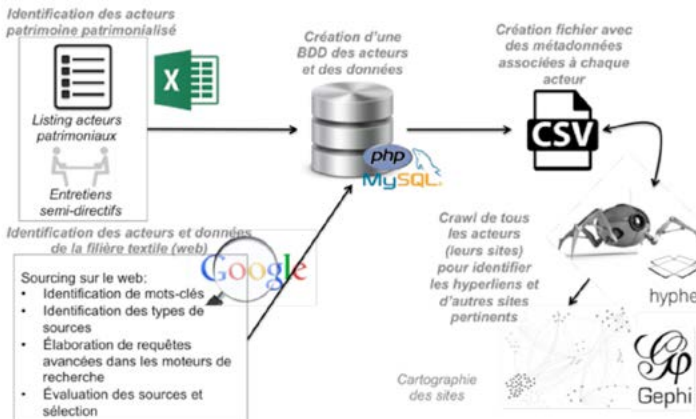 Identification des acteurs
patrimoine patrimonialisé
Listing acteurs
patrimoniaux
Entretiens
semi-directifs
X
Création d'une
BDD des acteurs
et des données
php
MySQL
Création fichier avec
des métadonnées
associées à chaque
acteur
CSV
Identification des acteurs et données
de la filière textile (web)
Google
Sourcing sur le web:
• Identification de mots-clés
• Identification des types de
sources
• Élaboration de requêtes
avancées dans les moteurs de
recherche
• Évaluation des sources et
sélection
Crawl de tous
les acteurs
(leurs sites)
pour identifier
les hyperliens et
d'autres sites
pertinents
hyphe
Cartographie
des sites
Gephi